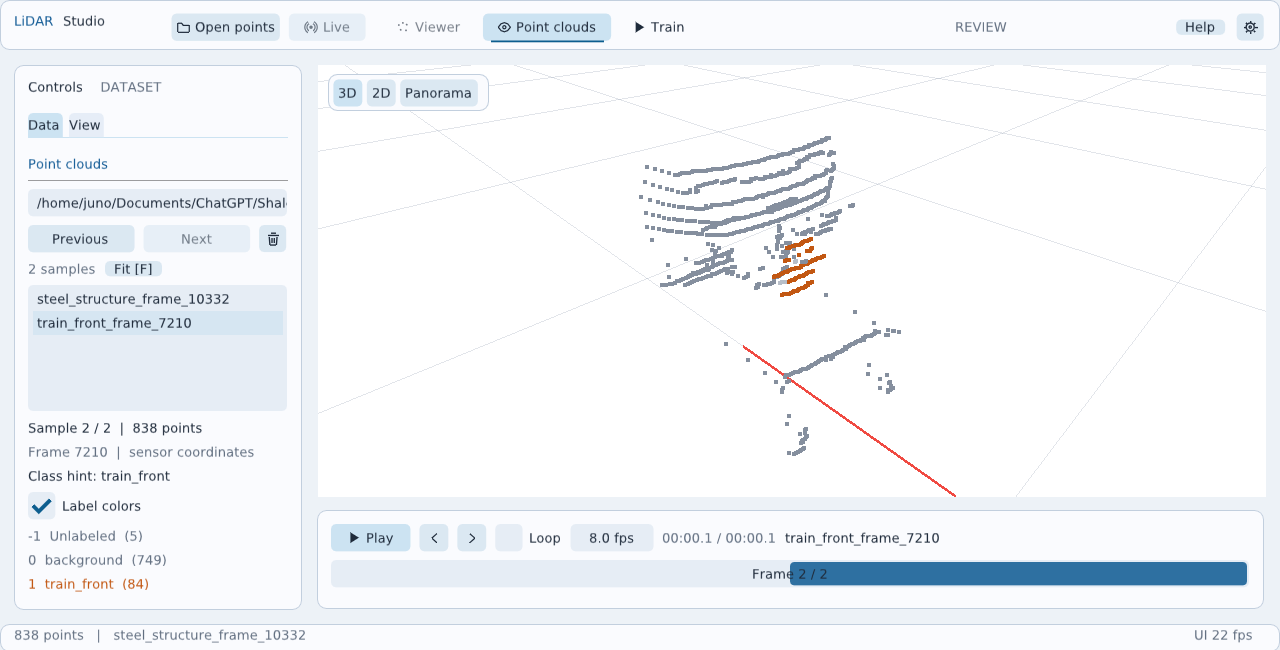 LiDAR Studio
Open points
Live
Viewer
Point clouds
Train
REVIEW
Help
Controls DATASET
Data View
Point clouds
/home/juno/Documents/ChatGPT/Shal
Previous
Next
2 samples Fit [F]
steel_structure_frame_10332
train_front_frame_7210
Sample 2 / 2 | 838 points
Frame 7210 | sensor coordinates
Class hint: train_front
Label colors
-1 Unlabeled (5)
0 background (749)
1 train_front (84)
3D 2D Panorama
Play < > Loop 8.0 fps 00:00.1 / 00:00.1 train_front_frame_7210
Frame 2 / 2
838 points | steel_structure_frame_10332
UI 22 fps